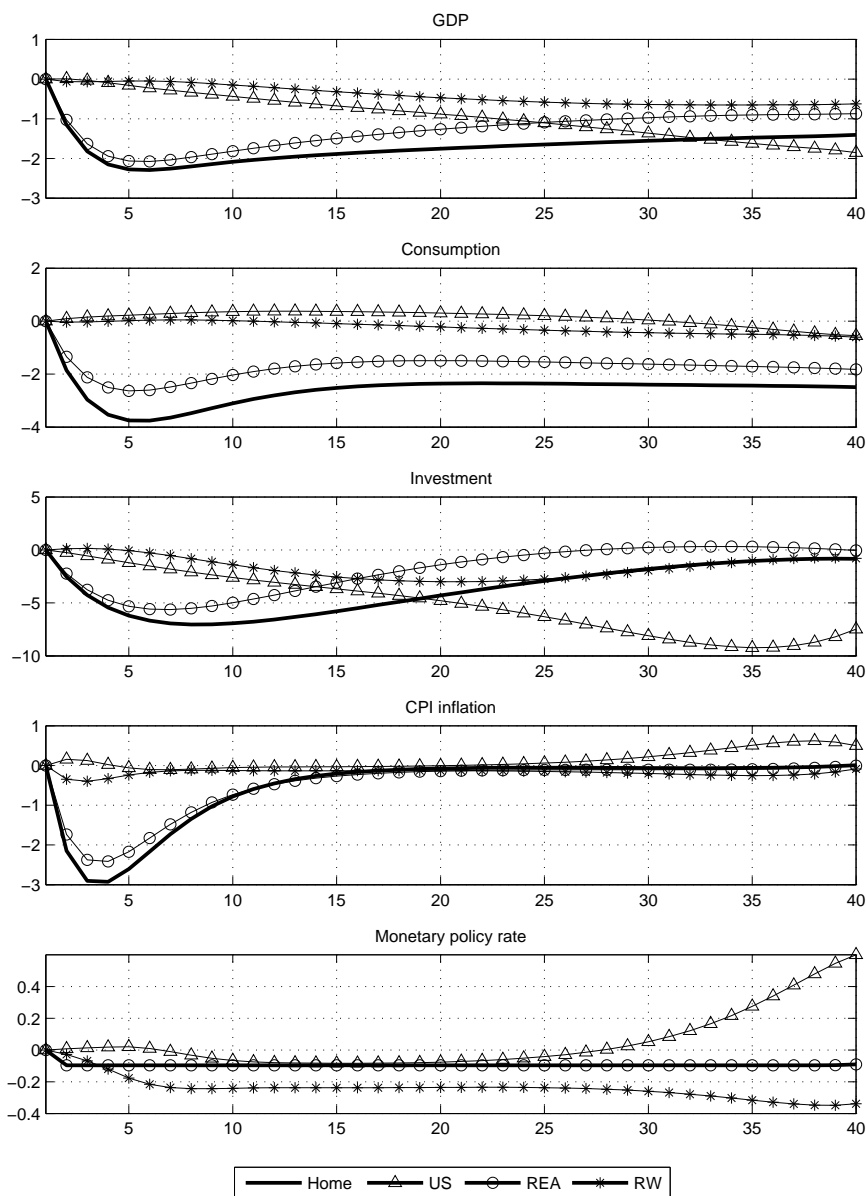 GDP
1
0
−1
−2
−3
5 10 15 20 25 30 35 40
Consumption
2
0
−2
−4
5 10 15 20 25 30 35 40
Investment
5
0
−5
−10
5 10 15 20 25 30 35 40
CPI inflation
1
0
−1
−2
−3
5 10 15 20 25 30 35 40
Monetary policy rate
0.4
0.2
0
−0.2
−0.4
5 10 15 20 25 30 35 40
Home US REA RW